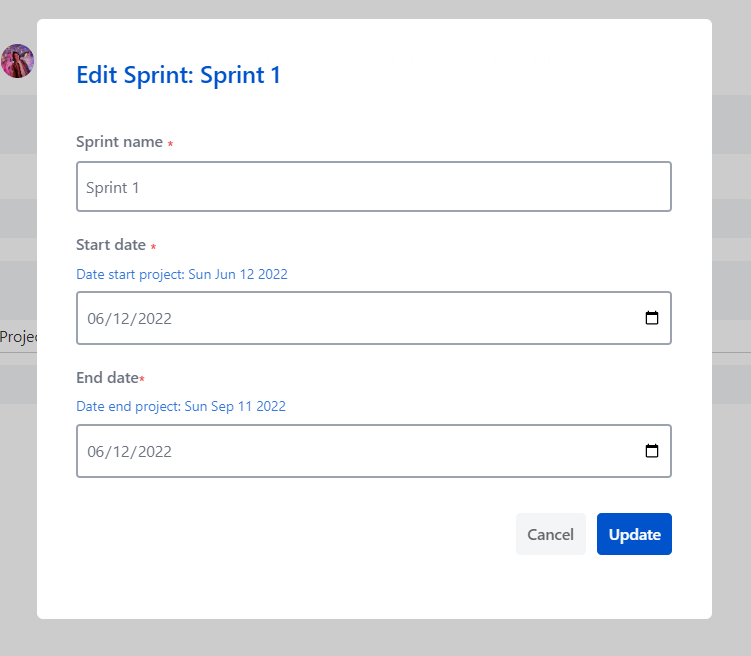 Edit Sprint: Sprint 1
Sprint name *
Sprint 1
Start date *
Date start project: Sun Jun 12 2022
06/12/2022
Projec
End date*
Date end project: Sun Sep 11 2022
06/12/2022
Cancel
Update